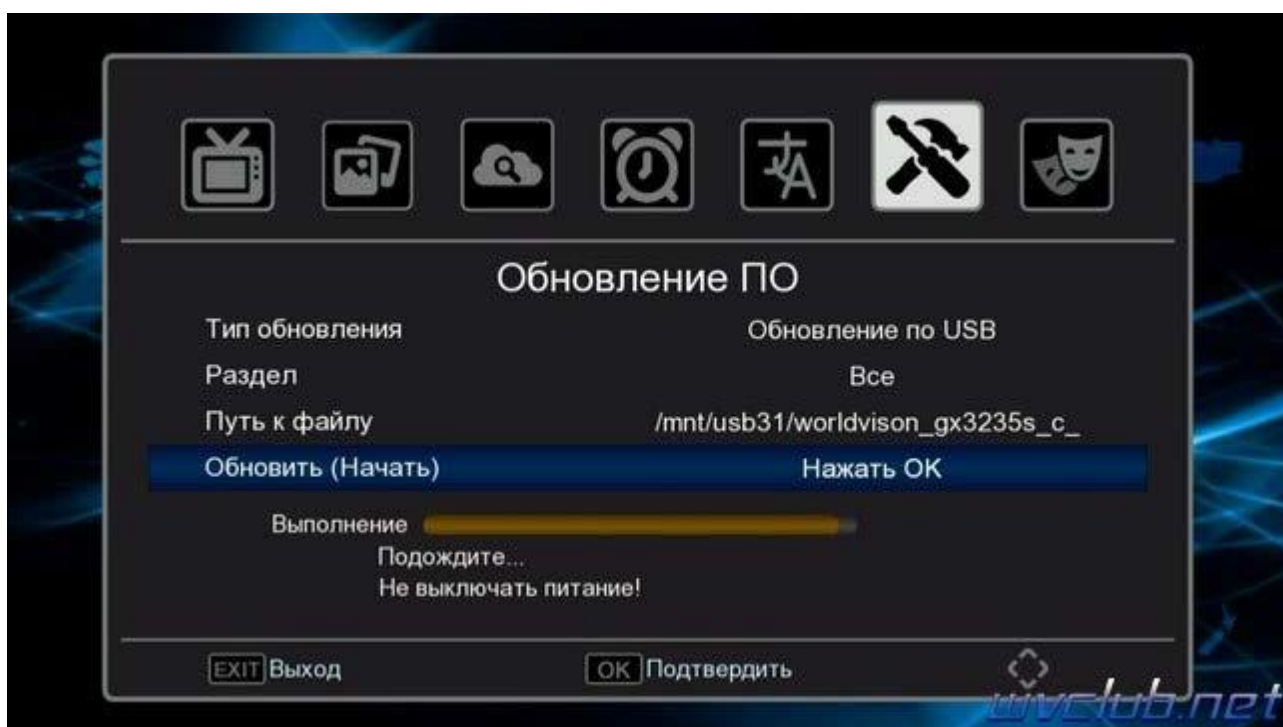 Обновление ПО
Тип обновления Обновление по USB
Раздел Все
Путь к файлу /mnt/usb31/worldvison_gx3235s_c_
Обновить (Начать) Нажать OK
Выполнение
Подождите...
Не выключать питание!
EXIT Выход OK Подтвердить
wvclub.net